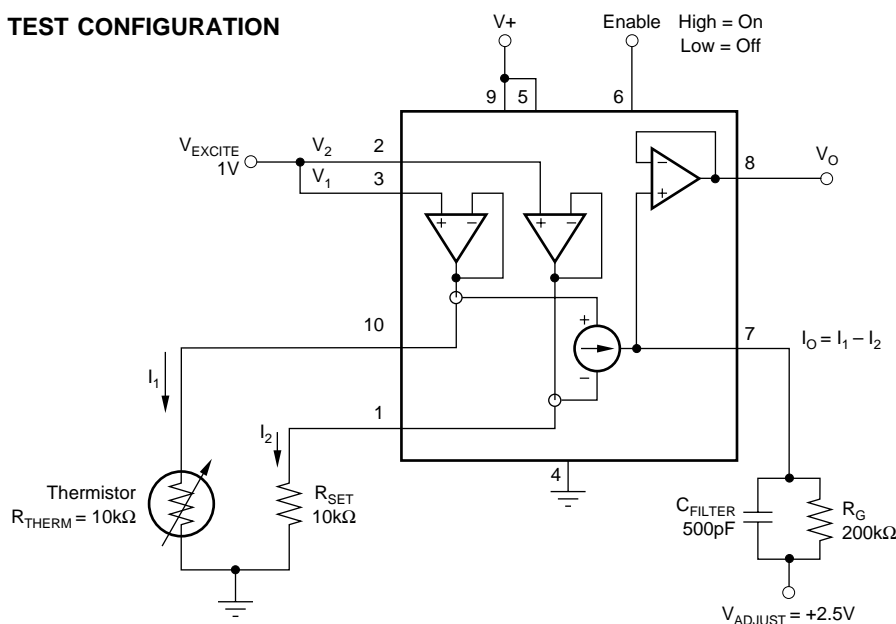 TEST CONFIGURATION
V+
Enable
High = On
Low = Off
9
5
6
V_EXCITE
1V
V_2
2
V_1
3
+
–
+
–
–
+
8
V_O
10
+
–
7
I_O = I_1 – I_2
I_1
1
I_2
4
Thermistor
R_THERM = 10kΩ
R_SET
10kΩ
C_FILTER
500pF
R_G
200kΩ
V_ADJUST = +2.5V